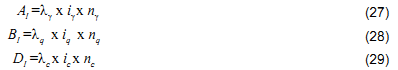 A_l =λ_γ x i_γ x n_γ (27)
B_l =λ_q x i_q x n_q (28)
D_l =λ_c x i_c x n_c (29)